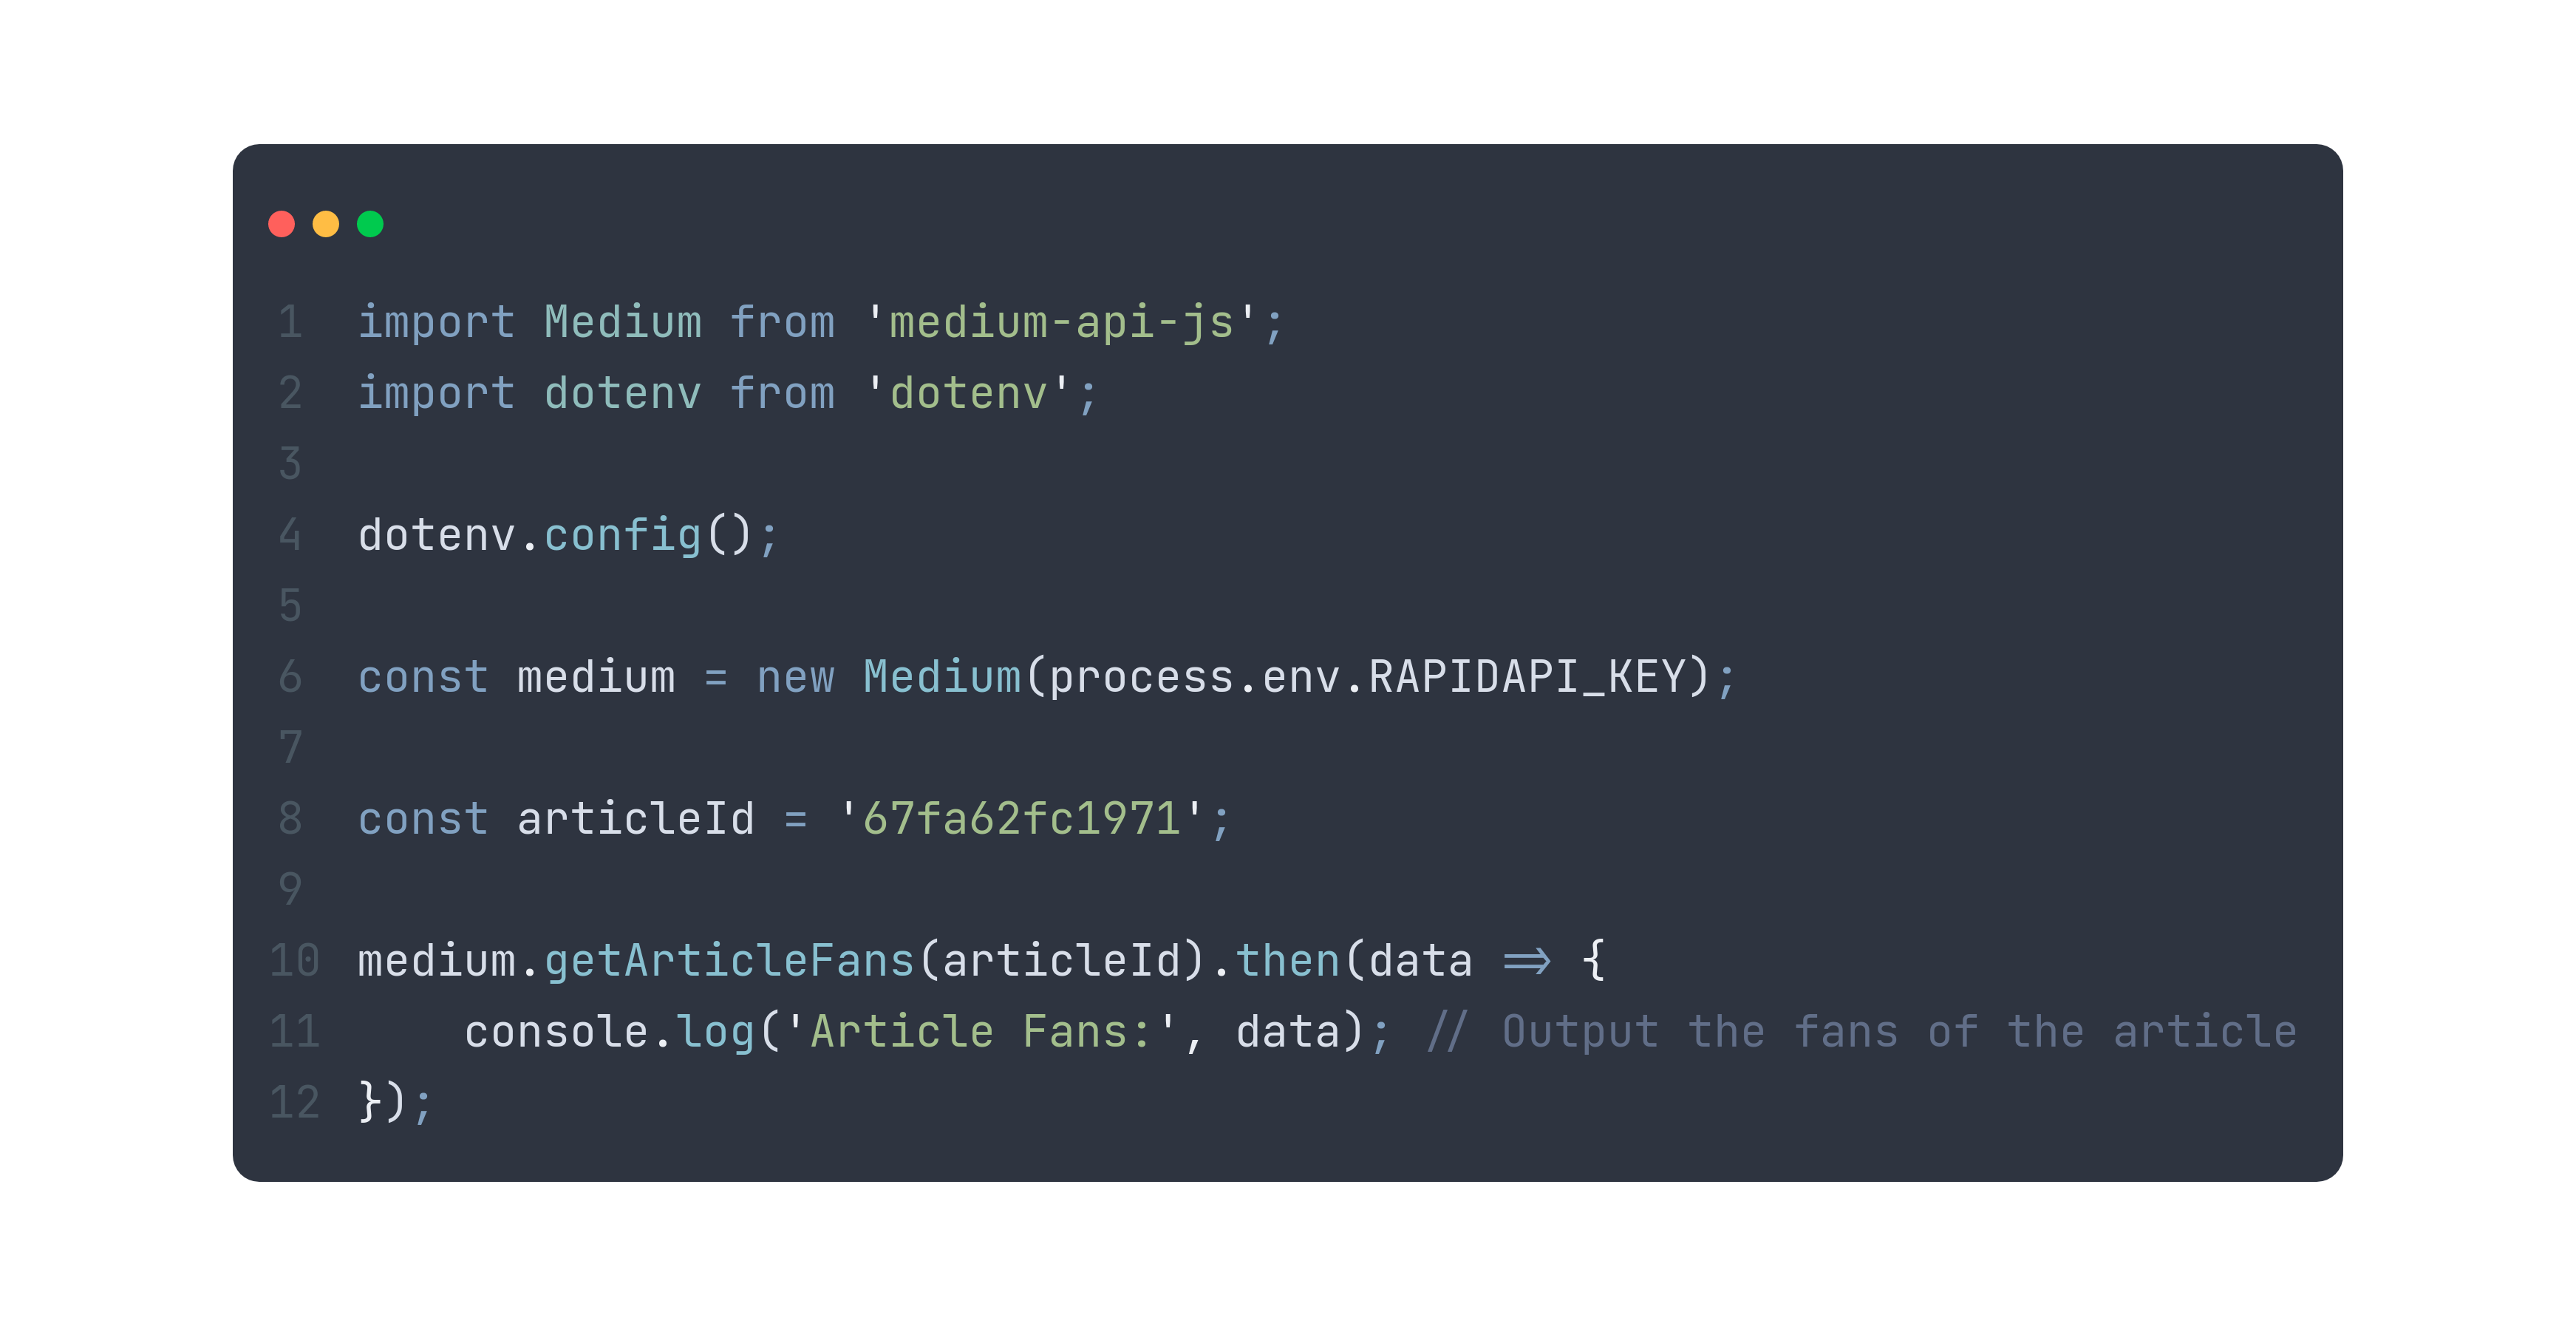 1 import Medium from 'medium-api-js';
2 import dotenv from 'dotenv';
3
4 dotenv.config();
5
6 const medium = new Medium(process.env.RAPIDAPI_KEY);
7
8 const articleId = '67fa62fc1971';
9
10 medium.getArticleFans(articleId).then(data => {
11     console.log('Article Fans:', data); // Output the fans of the article
12 });